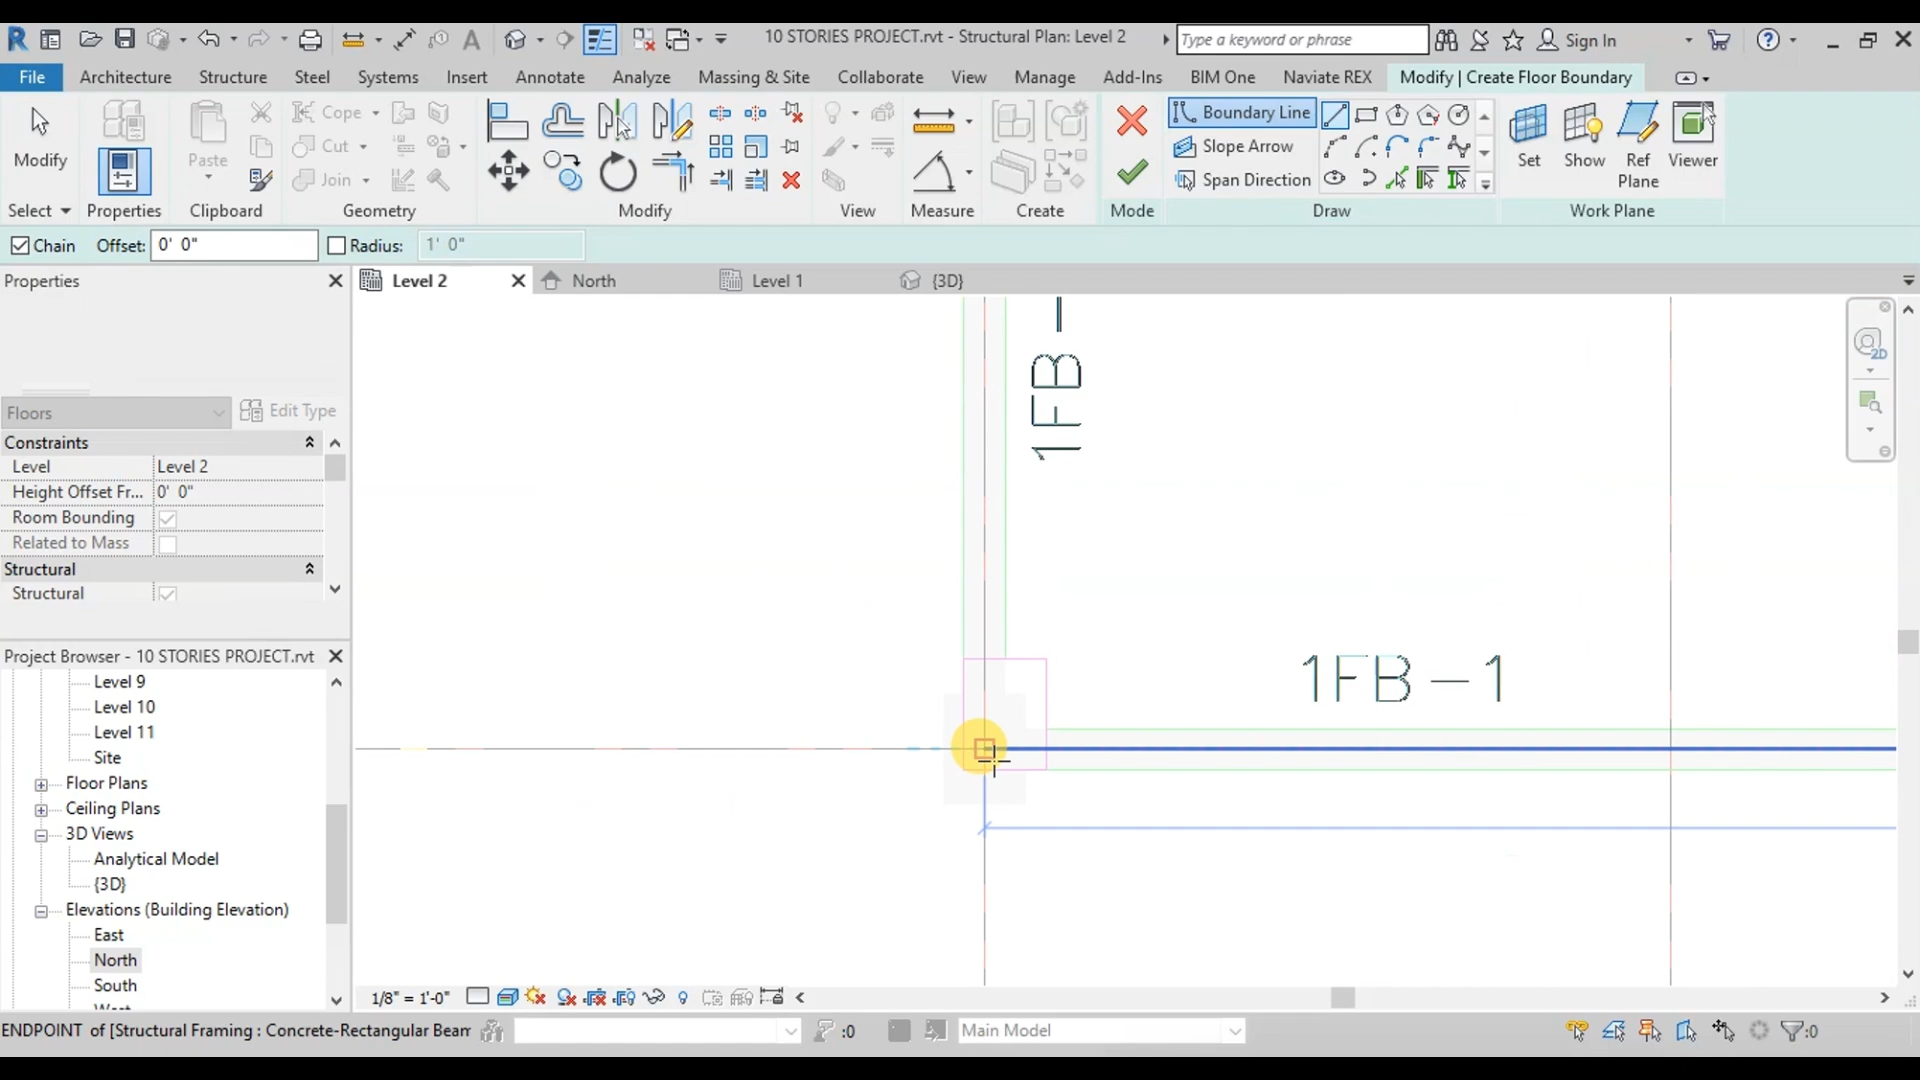 10 STORIES PROJECT.rvt - Structural Plan: Level 2
Type a keyword or phrase
Sign In
File Architecture Structure Steel Systems Insert Annotate Analyze Massing & Site Collaborate View Manage Add-Ins BIM One Naviate REX Modify | Create Floor Boundary
Modify
Paste
Cope
Cut
Join
Boundary Line
Slope Arrow
Span Direction
Set
Show
Ref
Plane
Viewer
Select Properties Clipboard Geometry Modify View Measure Create Mode Draw Work Plane
Chain Offset: 0' 0" Radius: 1' 0"
Properties
Level 2
North
Level 1
{3D}
Floors
Edit Type
Constraints
Level Level 2
Height Offset Fr... 0' 0"
Room Bounding
Related to Mass
Structural
Structural
Project Browser - 10 STORIES PROJECT.rvt
Level 9
Level 10
Level 11
Site
Floor Plans
Ceiling Plans
3D Views
Analytical Model
{3D}
Elevations (Building Elevation)
East
North
South
1FB –
1FB – 1
2D
1/8" = 1'-0"
ENDPOINT of [Structural Framing : Concrete-Rectangular Beam
:0
Main Model
:0